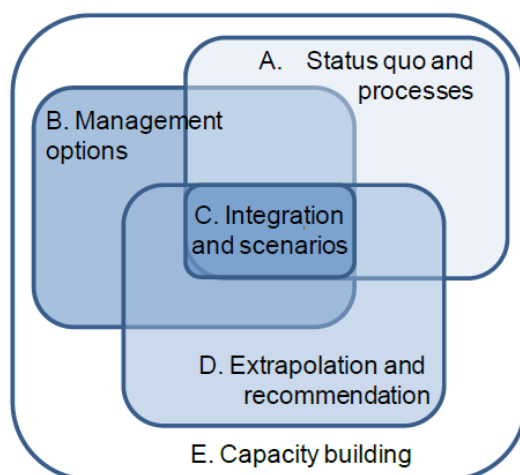 A. Status quo and
processes
B. Management
options
C. Integration
and scenarios
D. Extrapolation and
recommendation
E. Capacity building